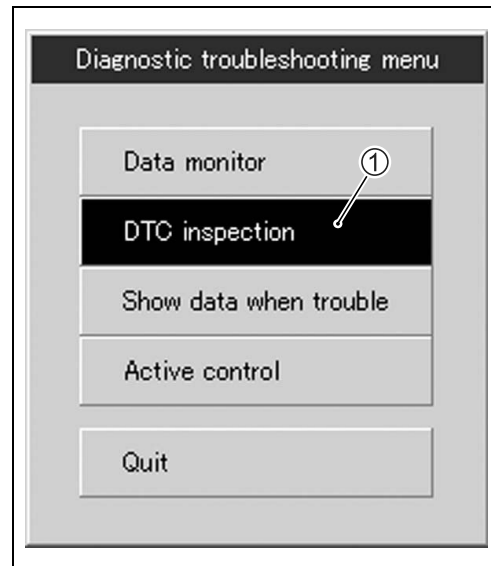 Diagnostic troubleshooting menu
Data monitor
①
DTC inspection
Show data when trouble
Active control
Quit